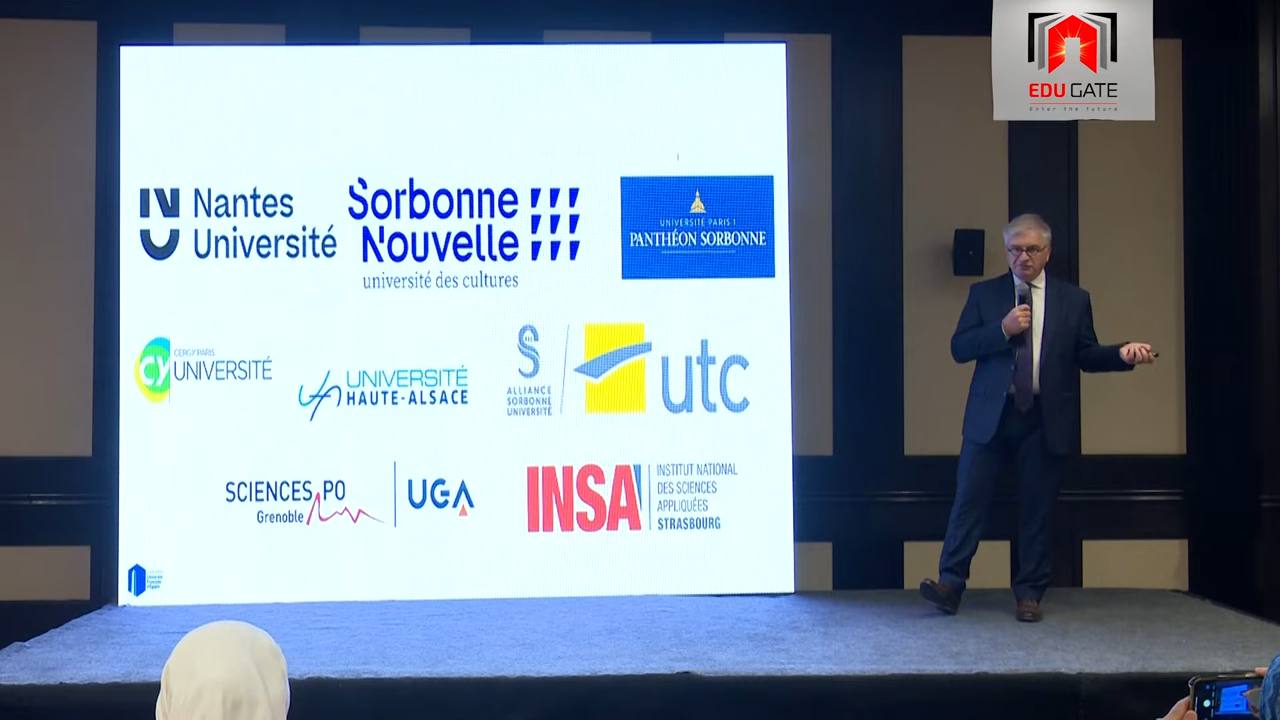 EDU GATE
Enter the future
Nantes
Université
Sorbonne
Nouvelle
université des cultures
UNIVERSITÉ PARIS 1
PANTHÉON SORBONNE
CY
CERGY PARIS
UNIVERSITÉ
UNIVERSITÉ
HAUTE-ALSACE
ALLIANCE
SORBONNE
UNIVERSITÉ
utc
SCIENCES PO
Grenoble
UGA
INSA
INSTITUT NATIONAL
DES SCIENCES
APPLIQUÉES
STRASBOURG